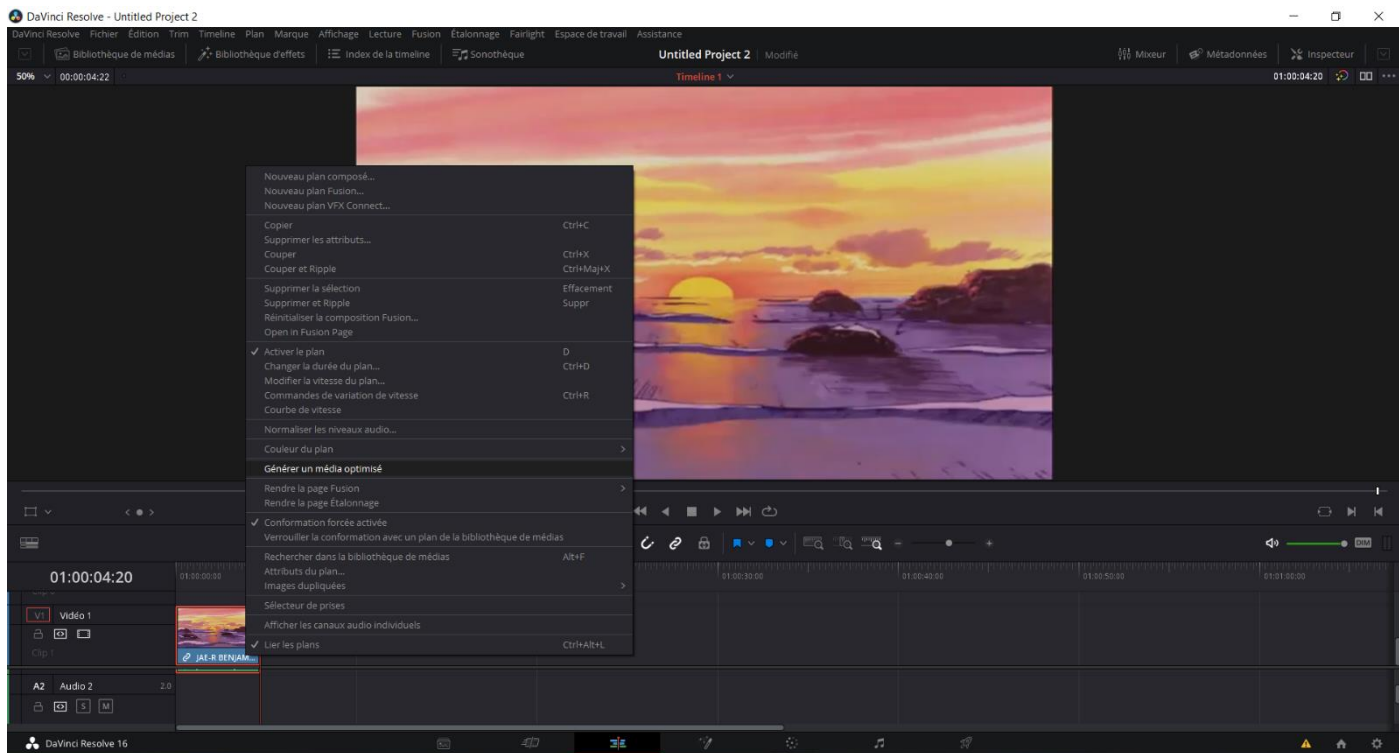 DaVinci Resolve - Untitled Project 2
DaVinci Resolve Fichier Édition Trim Timeline Plan Marque Affichage Lecture Fusion Étalonnage Fairlight Espace de travail Assistance
Bibliothèque de médias Bibliothèque d'effets Index de la timeline Sonothèque Untitled Project 2 Modifié Mixeur Métadonnées Inspecteur
50% 00:00:04:22 Timeline 1 01:00:04:20
Nouveau plan composé...
Nouveau plan Fusion...
Nouveau plan VFX Connect...
Copier Ctrl+C
Supprimer les attributs...
Couper Ctrl+X
Couper et Ripple Ctrl+Maj+X
Supprimer la sélection Effacement
Supprimer et Ripple Suppr
Réinitialiser la composition Fusion...
Open in Fusion Page
Activer le plan D
Changer la durée du plan... Ctrl+D
Modifier la vitesse du plan...
Commandes de variation de vitesse Ctrl+R
Courbe de vitesse
Normaliser les niveaux audio...
Couleur du plan
Générer un média optimisé
Rendre la page Fusion
Rendre la page Étalonnage
Conformation forcée activée
Verrouiller la conformation avec un plan de la bibliothèque de médias
Rechercher dans la bibliothèque de médias Alt+F
Attributs du plan...
Images dupliquées
Sélecteur de prises
Afficher les canaux audio individuels
Lier les plans Ctrl+Alt+L
DIM
01:00:04:20 01:00:00:00 01:00:30:00 01:00:40:00 01:00:50:00 01:01:00:00
V1 Vidéo 1
Clip 1
JAE-R BENJAM...
A2 Audio 2 2.0
S M
DaVinci Resolve 16